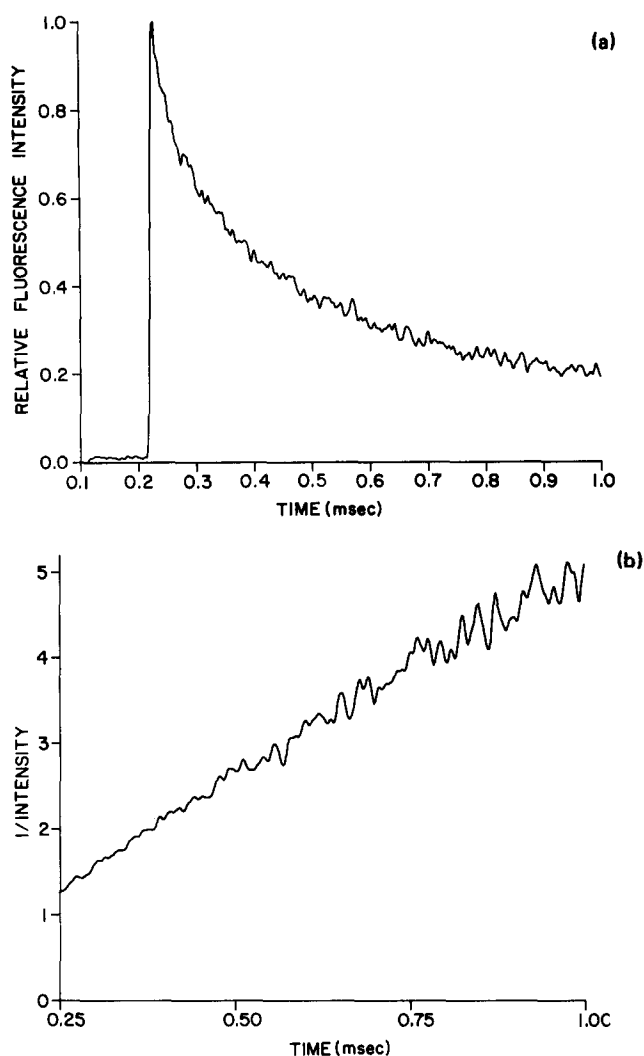 (a)
RELATIVE FLUORESCENCE INTENSITY
1.0
0.8
0.6
0.4
0.2
0.0
0.1 0.2 0.3 0.4 0.5 0.6 0.7 0.8 0.9 1.0
TIME (msec)
(b)
1/INTENSITY
5
4
3
2
1
0
0.25 0.50 0.75 1.00
TIME (msec)